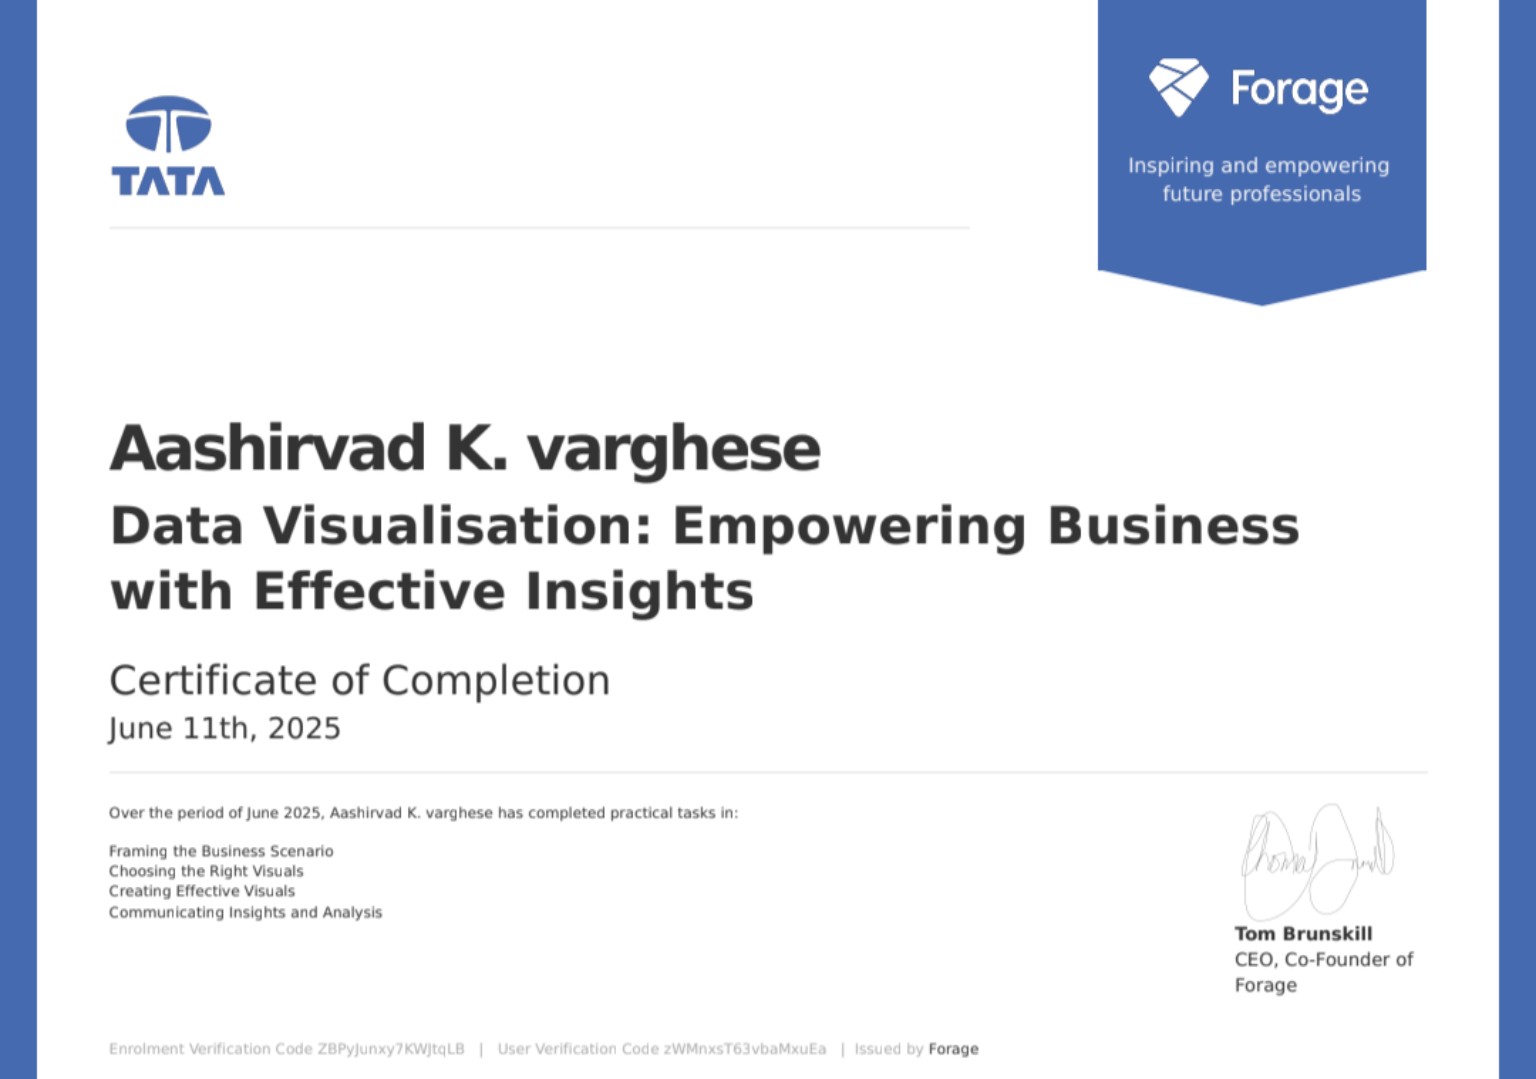 TATA
Forage
Inspiring and empowering
future professionals
Aashirvad K. varghese
Data Visualisation: Empowering Business
with Effective Insights
Certificate of Completion
June 11th, 2025
Over the period of June 2025, Aashirvad K. varghese has completed practical tasks in:
Framing the Business Scenario
Choosing the Right Visuals
Creating Effective Visuals
Communicating Insights and Analysis
Tom Brunskill
CEO, Co-Founder of
Forage
Enrolment Verification Code ZBPyJunxy7KWJtqLB | User Verification Code zWMnxsT63vbaMxuEa | Issued by Forage